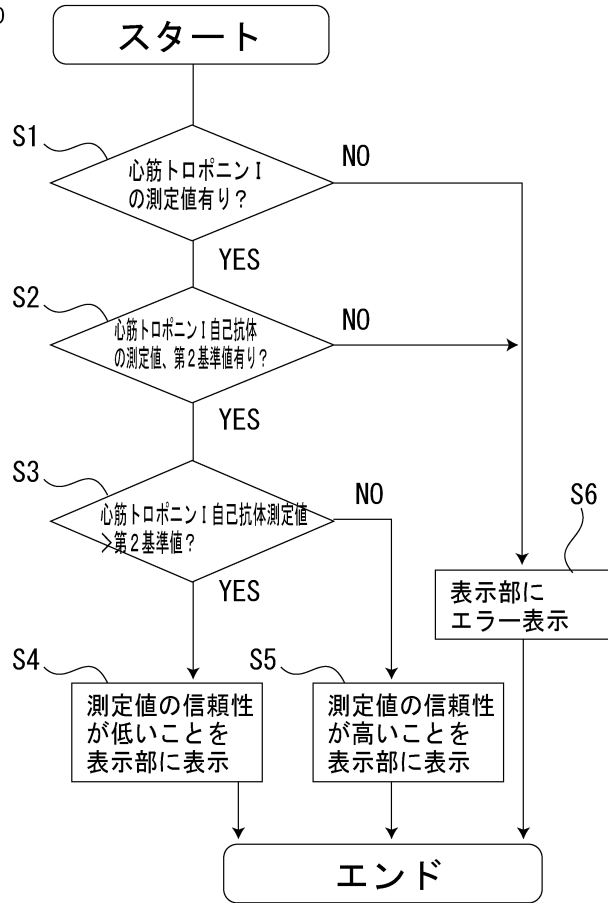 スタート
S1
心筋トロポニンI
の測定値有り?
NO
YES
S2
心筋トロポニンI自己抗体
の測定値、第2基準値有り?
NO
YES
S3
心筋トロポニンI自己抗体測定値
>第2基準値?
NO
YES
S6
表示部に
エラー表示
S4
測定値の信頼性
が低いことを
表示部に表示
S5
測定値の信頼性
が高いことを
表示部に表示
エンド